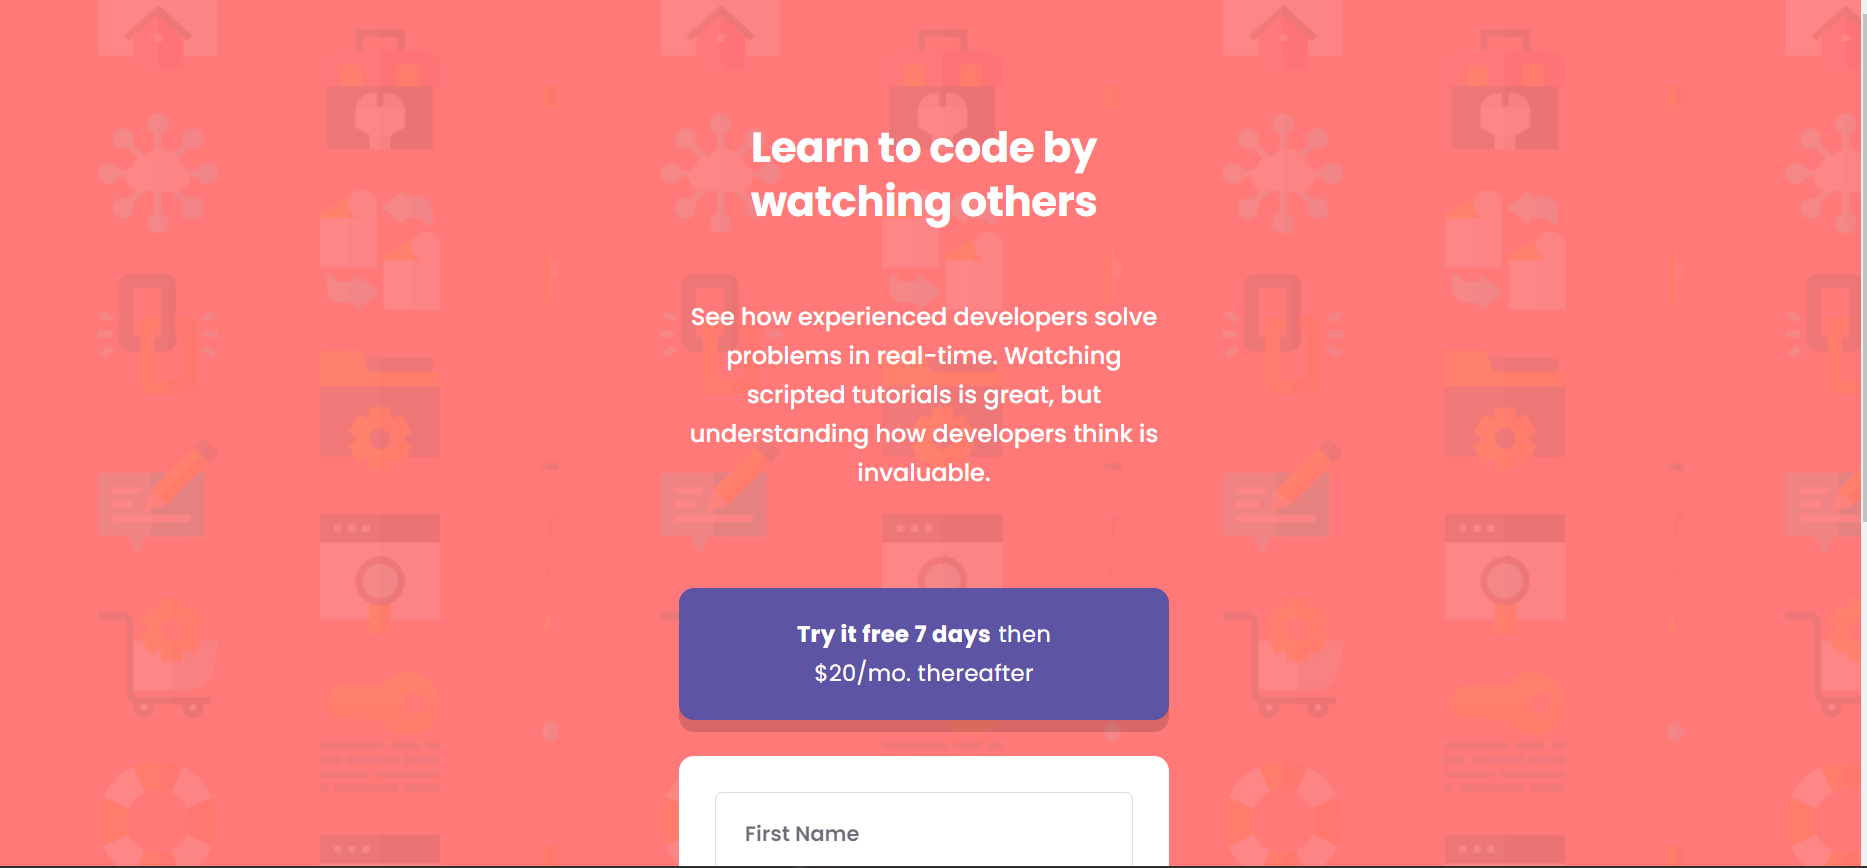 Learn to code by
watching others
See how experienced developers solve
problems in real-time. Watching
scripted tutorials is great, but
understanding how developers think is
invaluable.
Try it free 7 days then
$20/mo. thereafter
First Name